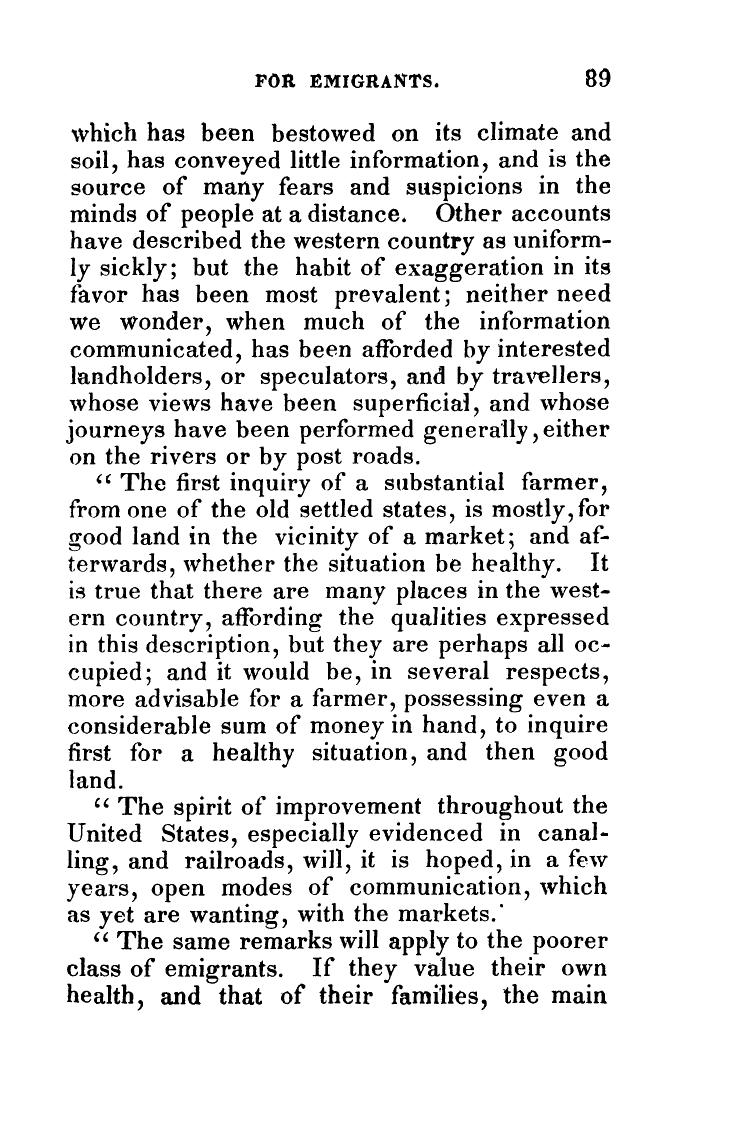 FOR EMIGRANTS. 89
which has been bestowed on its climate and
soil, has conveyed little information, and is the
source of many fears and suspicions in the
minds of people at a distance. Other accounts
have described the western country as uniform-
ly sickly; but the habit of exaggeration in its
favor has been most prevalent; neither need
we wonder, when much of the information
communicated, has been afforded by interested
landholders, or speculators, and by travellers,
whose views have been superficial, and whose
journeys have been performed generally, either
on the rivers or by post roads.
“ The first inquiry of a substantial farmer,
from one of the old settled states, is mostly, for
good land in the vicinity of a market; and af-
terwards, whether the situation be healthy. It
is true that there are many places in the west-
ern country, affording the qualities expressed
in this description, but they are perhaps all oc-
cupied; and it would be, in several respects,
more advisable for a farmer, possessing even a
considerable sum of money in hand, to inquire
first for a healthy situation, and then good
land.
“ The spirit of improvement throughout the
United States, especially evidenced in canal-
ling, and railroads, will, it is hoped, in a few
years, open modes of communication, which
as yet are wanting, with the markets.
“ The same remarks will apply to the poorer
class of emigrants. If they value their own
health, and that of their families, the main